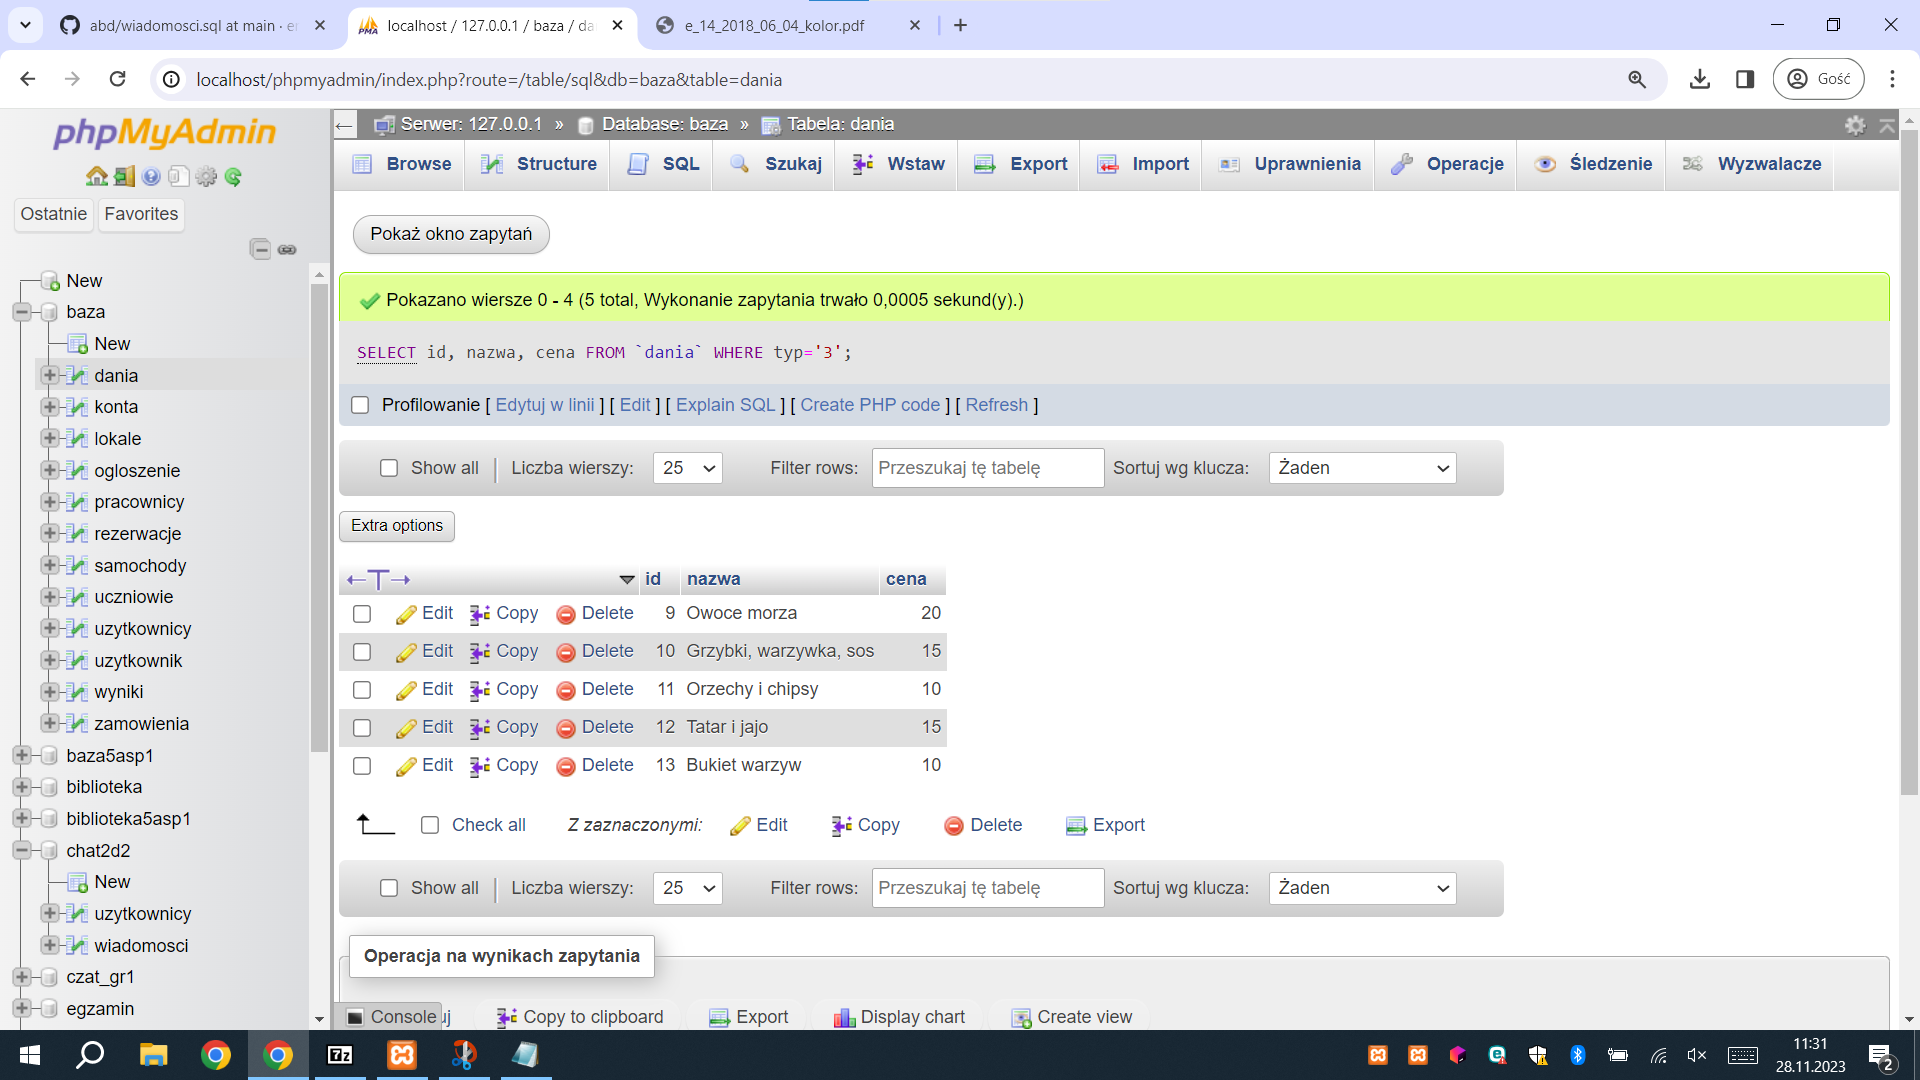 abd/wiadomosci.sql at main · er
localhost / 127.0.0.1 / baza / da
e_14_2018_06_04_kolor.pdf
localhost/phpmyadmin/index.php?route=/table/sql&db=baza&table=dania
Gość
phpMyAdmin
Ostatnie Favorites
New
baza
New
dania
konta
lokale
ogloszenie
pracownicy
rezerwacje
samochody
uczniowie
uzytkownicy
uzytkownik
wyniki
zamowienia
baza5asp1
biblioteka
biblioteka5asp1
chat2d2
New
uzytkownicy
wiadomosci
czat_gr1
egzamin
Serwer: 127.0.0.1 » Database: baza » Tabela: dania
Browse Structure SQL Szukaj Wstaw Export Import Uprawnienia Operacje Śledzenie Wyzwalacze
Pokaż okno zapytań
Pokazano wiersze 0 - 4 (5 total, Wykonanie zapytania trwało 0,0005 sekund(y).)
SELECT id, nazwa, cena FROM `dania` WHERE typ='3';
Profilowanie [ Edytuj w linii ] [ Edit ] [ Explain SQL ] [ Create PHP code ] [ Refresh ]
Show all | Liczba wierszy: 25 Filter rows: Przeszukaj tę tabelę Sortuj wg klucza: Żaden
Extra options
id nazwa cena
Edit Copy Delete 9 Owoce morza 20
Edit Copy Delete 10 Grzybki, warzywka, sos 15
Edit Copy Delete 11 Orzechy i chipsy 10
Edit Copy Delete 12 Tatar i jajo 15
Edit Copy Delete 13 Bukiet warzyw 10
Check all Z zaznaczonymi: Edit Copy Delete Export
Show all | Liczba wierszy: 25 Filter rows: Przeszukaj tę tabelę Sortuj wg klucza: Żaden
Operacja na wynikach zapytania
Console uj Copy to clipboard Export Display chart Create view
7z
11:31
28.11.2023
2